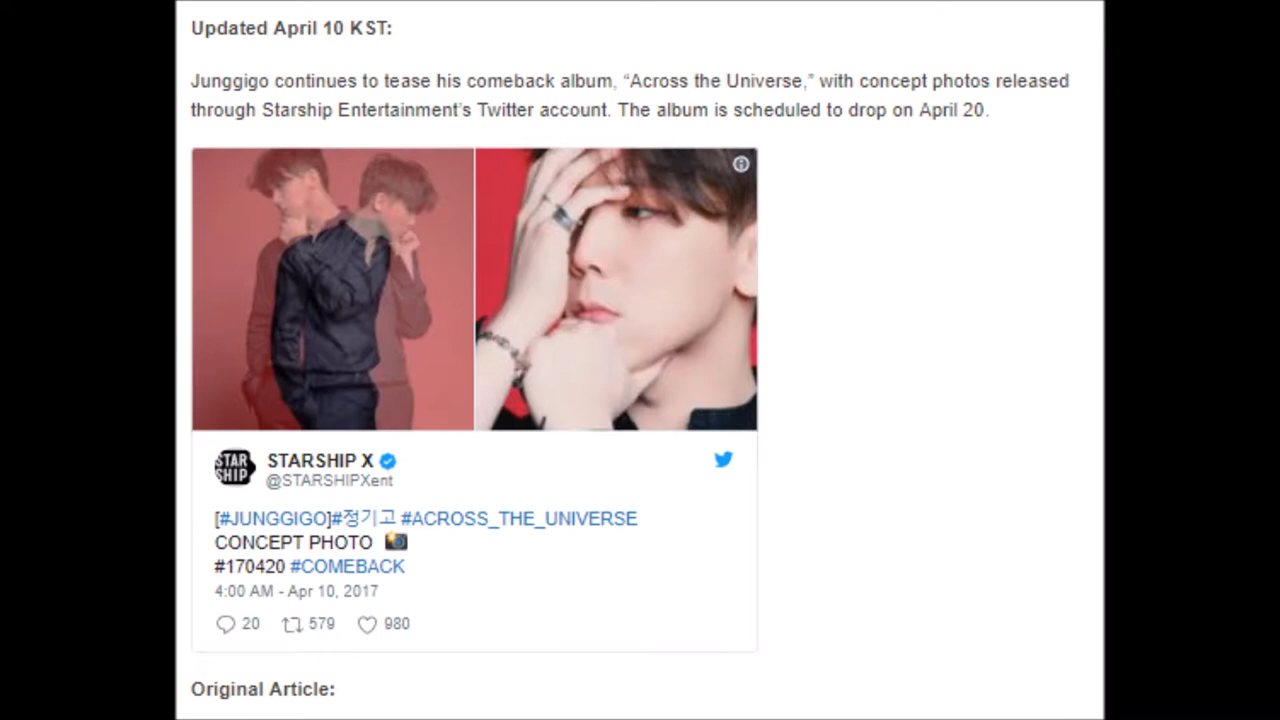 Updated April 10 KST:
Junggigo continues to tease his comeback album, “Across the Universe,” with concept photos released
through Starship Entertainment’s Twitter account. The album is scheduled to drop on April 20.
STAR
SHIP
STARSHIP X
@STARSHIPXent
[#JUNGGIGO]#정기고 #ACROSS_THE_UNIVERSE
CONCEPT PHOTO
#170420 #COMEBACK
4:00 AM - Apr 10, 2017
20 579 980
Original Article: